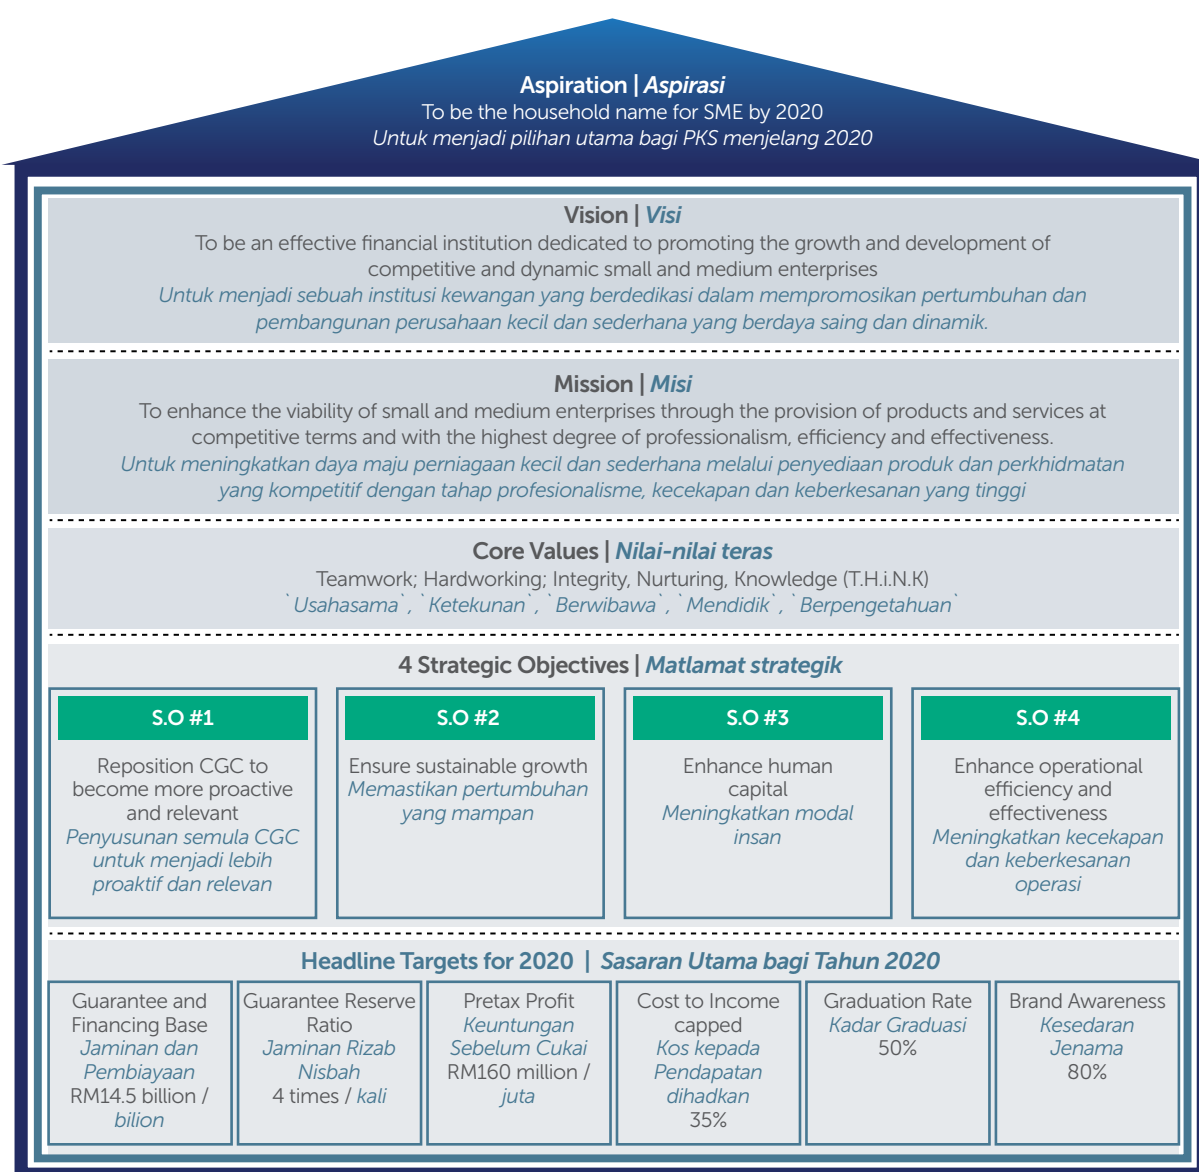 Aspiration | Aspirasi
To be the household name for SME by 2020
Untuk menjadi pilihan utama bagi PKS menjelang 2020
Vision | Visi
To be an effective financial institution dedicated to promoting the growth and development of
competitive and dynamic small and medium enterprises
Untuk menjadi sebuah institusi kewangan yang berdedikasi dalam mempromosikan pertumbuhan dan
pembangunan perusahaan kecil dan sederhana yang berdaya saing dan dinamik.
Mission | Misi
To enhance the viability of small and medium enterprises through the provision of products and services at
competitive terms and with the highest degree of professionalism, efficiency and effectiveness.
Untuk meningkatkan daya maju perniagaan kecil dan sederhana melalui penyediaan produk dan perkhidmatan
yang kompetitif dengan tahap profesionalisme, kecekapan dan keberkesanan yang tinggi
Core Values | Nilai-nilai teras
Teamwork; Hardworking; Integrity, Nurturing, Knowledge (T.H.i.N.K)
`Usahasama`, `Ketekunan`, `Berwibawa`, `Mendidik`, `Berpengetahuan`
4 Strategic Objectives | Matlamat strategik
S.O #1
Reposition CGC to
become more proactive
and relevant
Penyusunan semula CGC
untuk menjadi lebih
proaktif dan relevan
S.O #2
Ensure sustainable growth
Memastikan pertumbuhan
yang mampan
S.O #3
Enhance human
capital
Meningkatkan modal
insan
S.O #4
Enhance operational
efficiency and
effectiveness
Meningkatkan kecekapan
dan keberkesanan
operasi
Headline Targets for 2020 | Sasaran Utama bagi Tahun 2020
Guarantee and
Financing Base
Jaminan dan
Pembiayaan
RM14.5 billion /
bilion
Guarantee Reserve
Ratio
Jaminan Rizab
Nisbah
4 times / kali
Pretax Profit
Keuntungan
Sebelum Cukai
RM160 million /
juta
Cost to Income
capped
Kos kepada
Pendapatan
dihadkan
35%
Graduation Rate
Kadar Graduasi
50%
Brand Awareness
Kesedaran
Jenama
80%